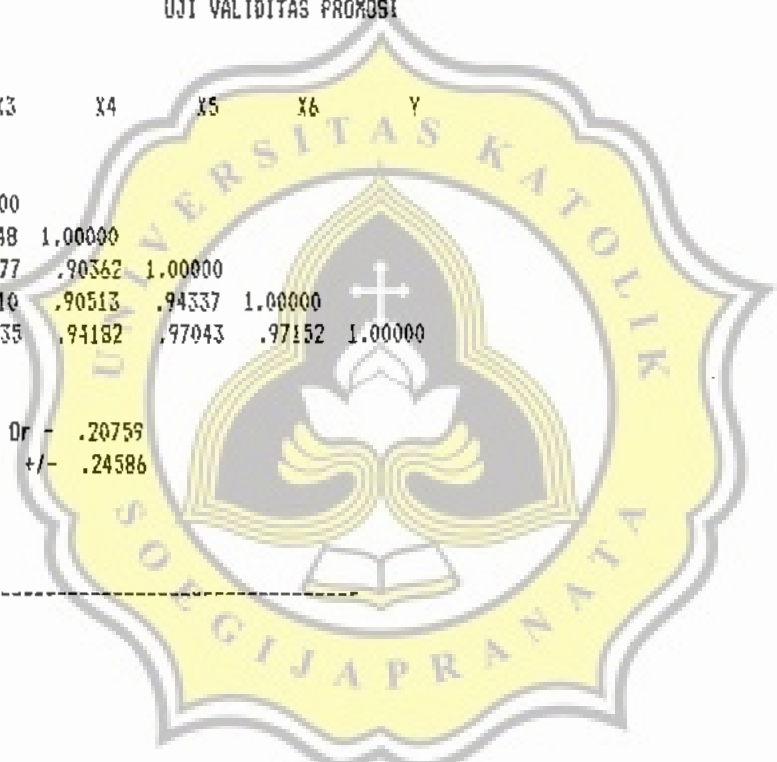 UJI VALIDITAS PROMOSI
X3 X4 X5 X6 Y
00
48 1.00000
77 .90362 1.00000
10 .90513 .94337 1.00000
35 .94182 .97043 .97152 1.00000
Or - .20759
+/- .24586
UNIVERSITAS KATOLIK
SOEGIJAPRANATA